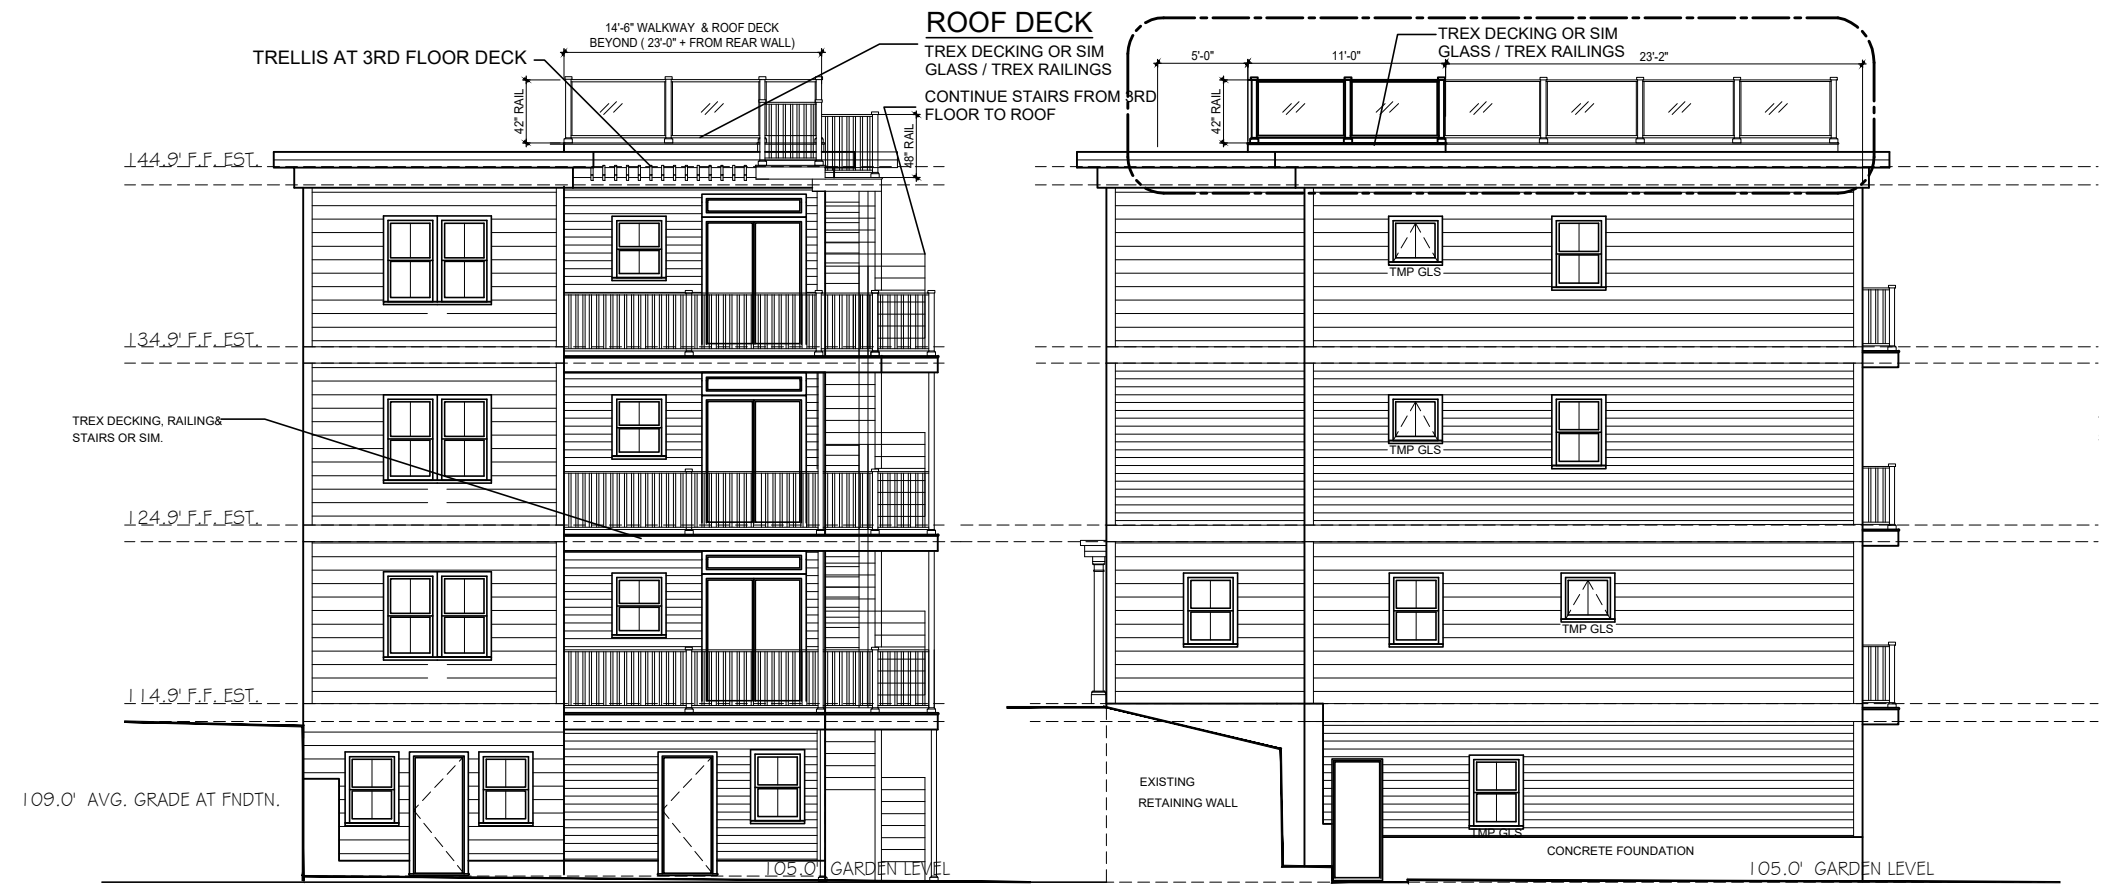 14'-6" WALKWAY & ROOF DECK
BEYOND ( 23'-0" + FROM REAR WALL)
TRELLIS AT 3RD FLOOR DECK
ROOF DECK
TREX DECKING OR SIM
GLASS / TREX RAILINGS
CONTINUE STAIRS FROM 3RD
FLOOR TO ROOF
42" RAIL
48" RAIL
TREX DECKING OR SIM
GLASS / TREX RAILINGS
5'-0"
11'-0"
23'-2"
42" RAIL
144.9' F.F. EST.
TMP GLS
134.9' F.F. EST.
TREX DECKING, RAILING&
STAIRS OR SIM.
TMP GLS
124.9' F.F. EST.
TMP GLS
114.9' F.F. EST.
109.0' AVG. GRADE AT FNDTN.
EXISTING
RETAINING WALL
TMP GLS
CONCRETE FOUNDATION
105.0' GARDEN LEVEL
105.0' GARDEN LEVEL